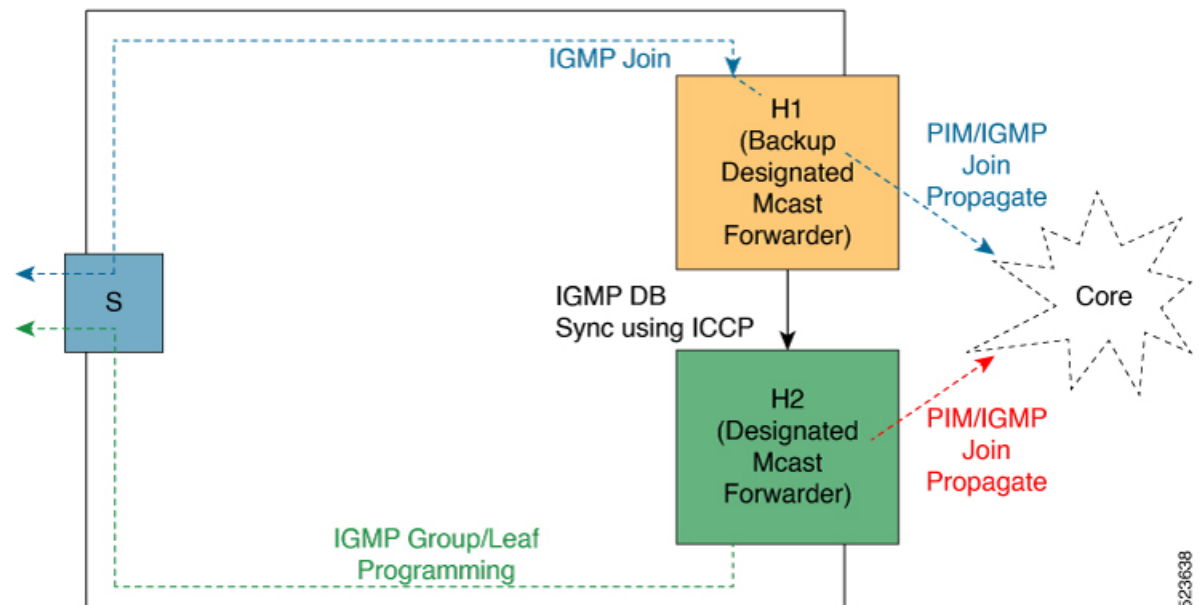 IGMP Join
H1
(Backup
Designated
Mcast
Forwarder)
PIM/IGMP
Join
Propagate
S
IGMP DB
Sync using ICCP
Core
H2
(Designated
Mcast
Forwarder)
PIM/IGMP
Join
Propagate
IGMP Group/Leaf
Programming
523638